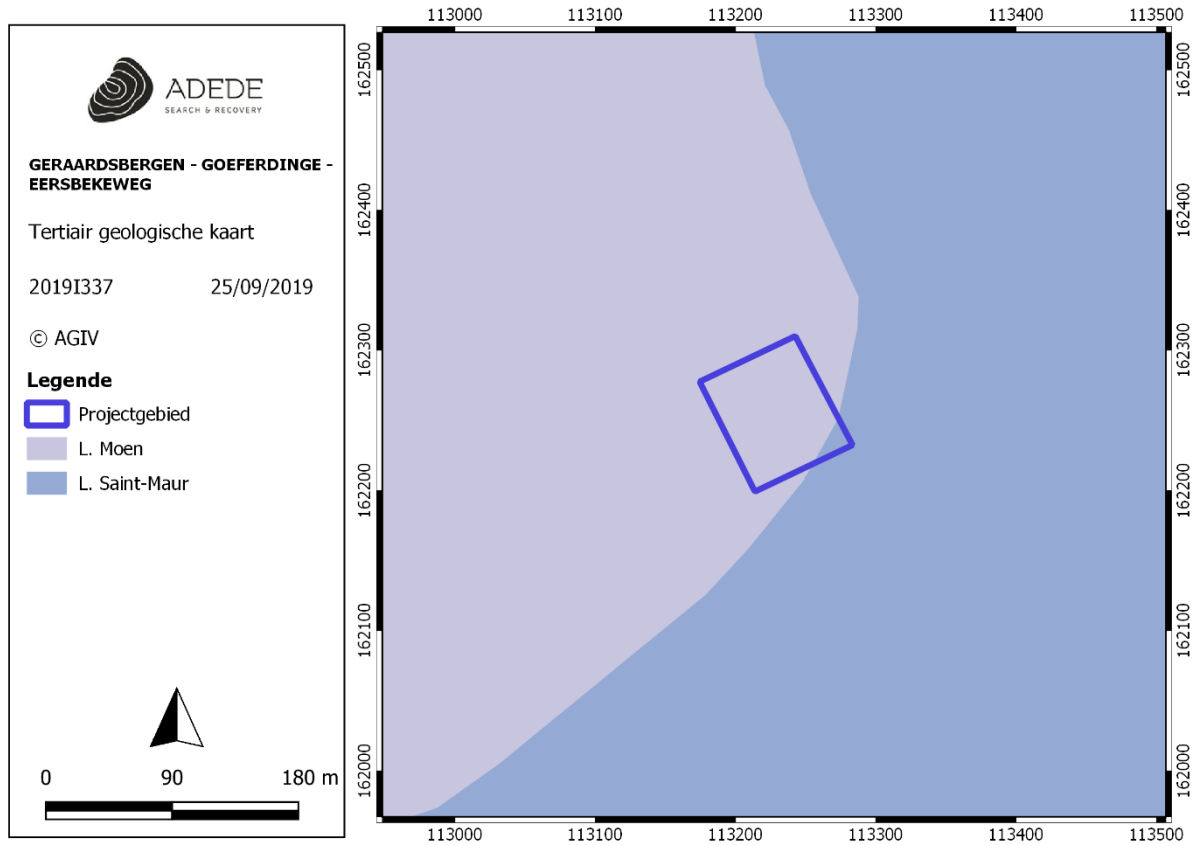 ADEDE
SEARCH & RECOVERY
GERAARDSBERGEN - GOEFERDINGE -
EERSBEKEWEG
Tertiair geologische kaart
2019I337 25/09/2019
© AGIV
Legende
Projectgebied
L. Moen
L. Saint-Maur
0 90 180 m
113000 113100 113200 113300 113400 113500
162500 162500
162400 162400
162300 162300
162200 162200
162100 162100
162000 162000
113000 113100 113200 113300 113400 113500